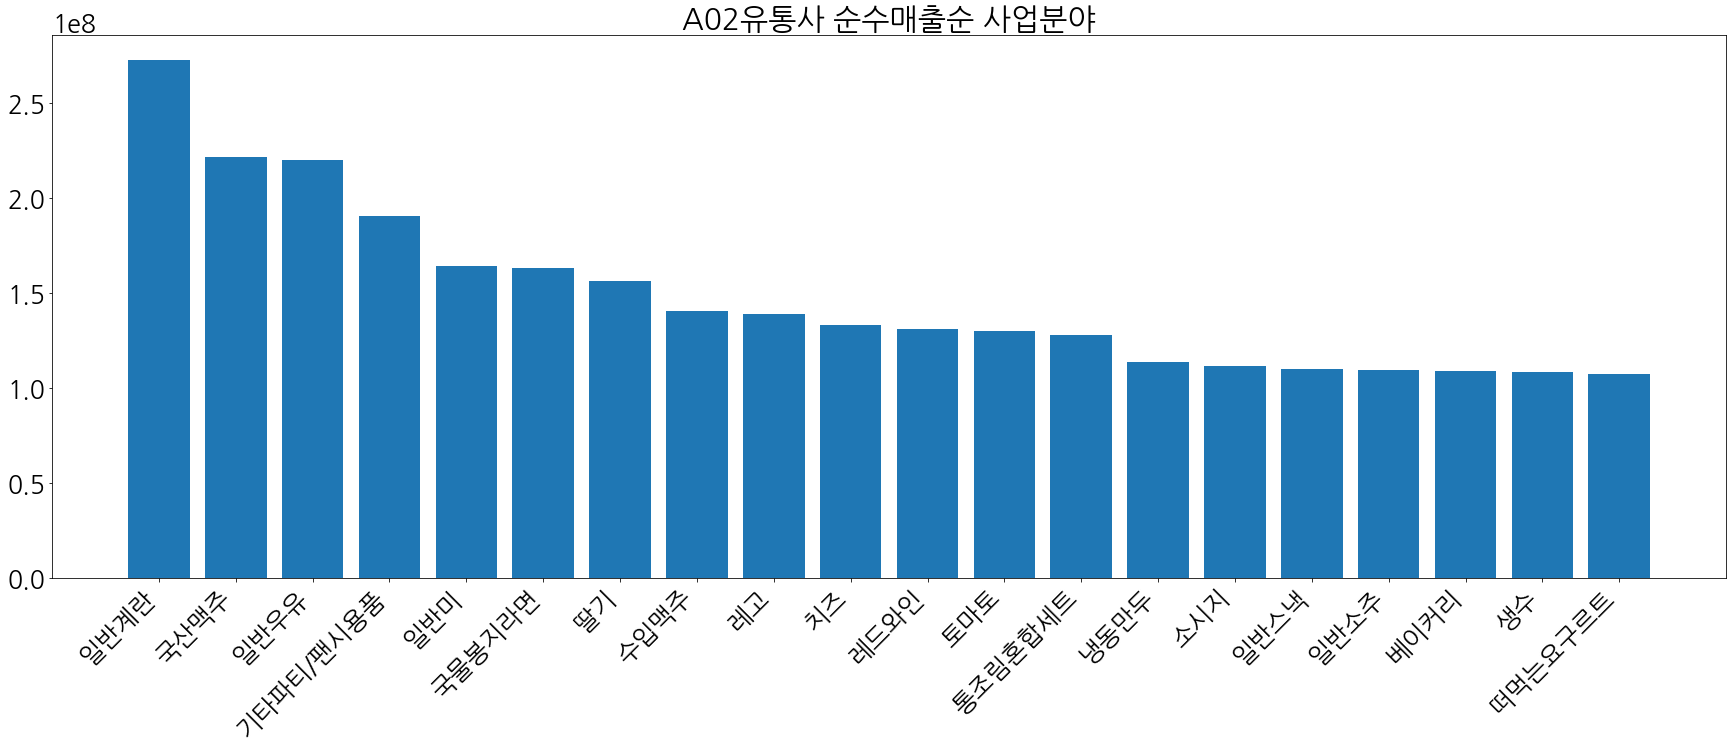 A02유통사 순수매출순 사업분야
1e8
2.5
2.0
1.5
1.0
0.5
0.0
일반계란
국산맥주
일반우유
기타파티/팬시용품
일반미
국물봉지라면
딸기
수입맥주
레고
치즈
레드와인
토마토
통조림혼합세트
냉동만두
소시지
일반스낵
일반소주
베이커리
생수
떠먹는요구르트